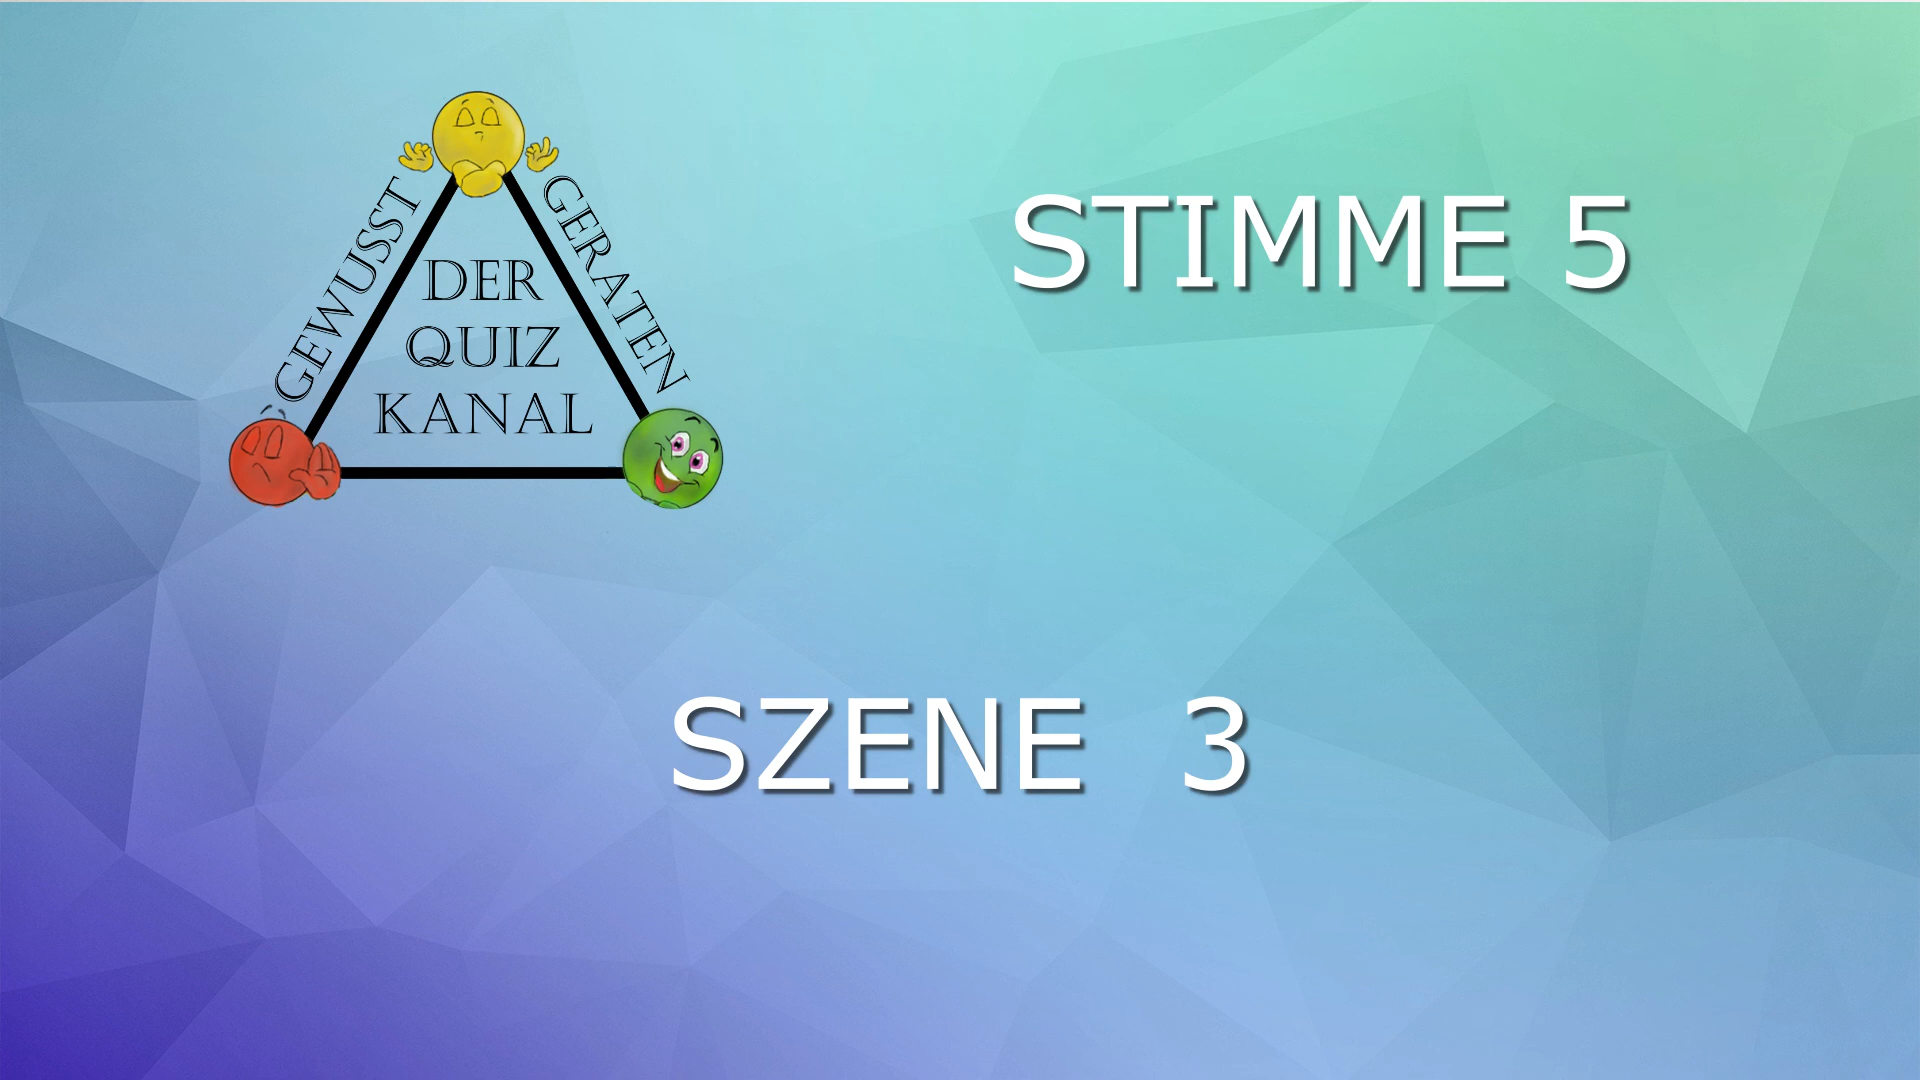 GEWUSST
GERATEN
DER
QUIZ
KANAL
STIMME 5
SZENE 3